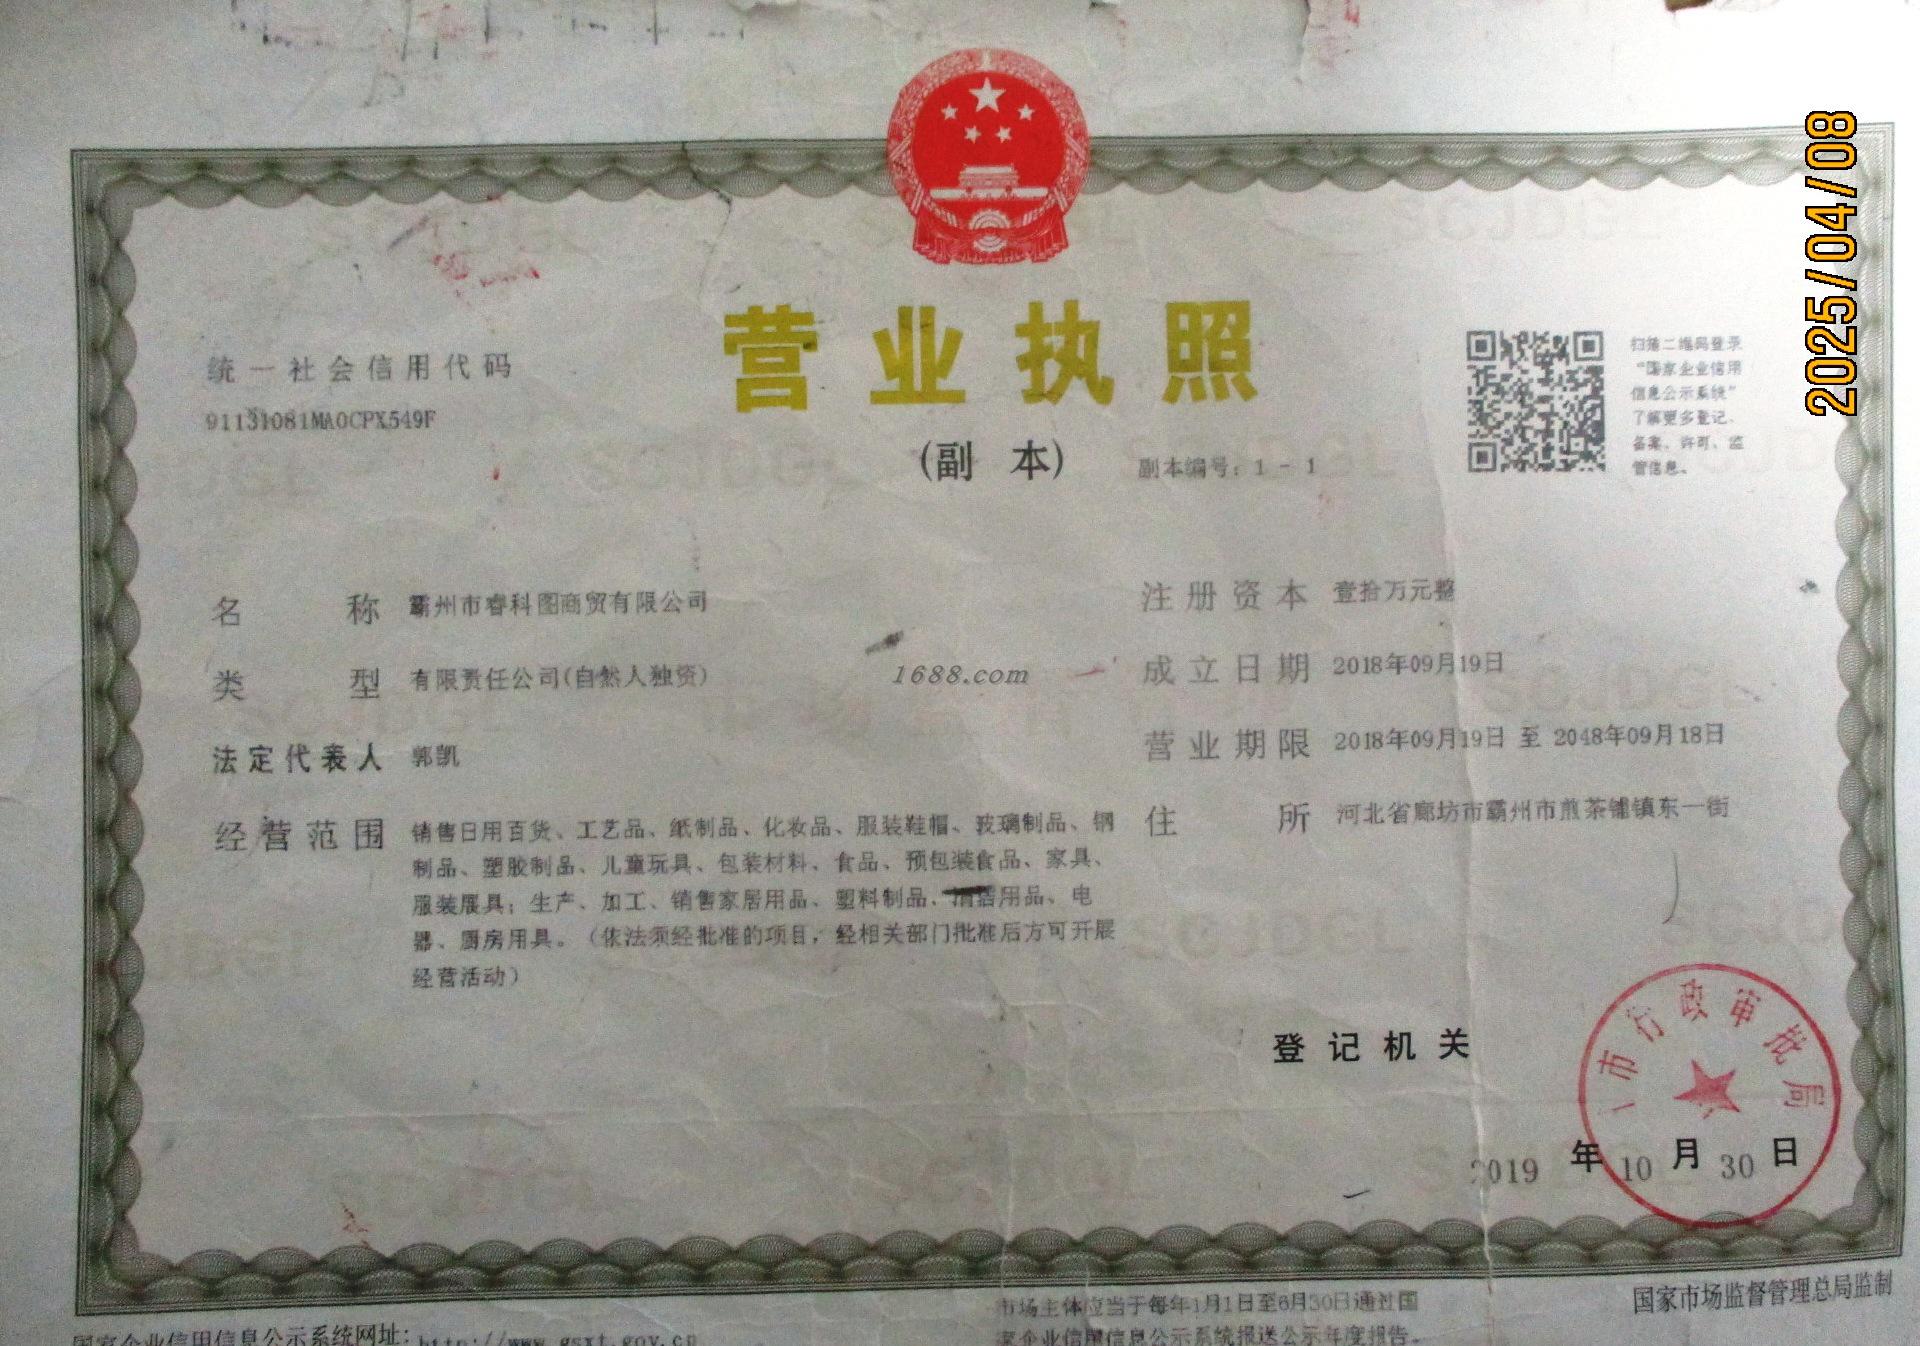 2025/04/08
营业执照
(副 本)
副本编号: 1 - 1
统一社会信用代码
91131081MA0CPX549F
扫描二维码登录
"国家企业信用
信息公示系统"
了解更多登记、
备案、许可、监
管信息。
名 称 霸州市睿科图商贸有限公司
类 型 有限责任公司(自然人独资)
法定代表人 郭凯
经营范围 销售日用百货、工艺品、纸制品、化妆品、服装鞋帽、玻璃制品、钢
制品、塑胶制品、儿童玩具、包装材料、食品、预包装食品、家具、
服装展具; 生产、加工、销售家居用品、塑料制品、清洁用品、电
器、厨房用具。(依法须经批准的项目, 经相关部门批准后方可开展
经营活动)
1688.com
注册资本 壹拾万元整
成立日期 2018年09月19日
营业期限 2018年09月19日 至 2048年09月18日
住 所 河北省廊坊市霸州市煎茶铺镇东一街
登记机关
市行政审批局
2019 年 10 月 30 日
国家企业信用信息公示系统网址: http://www.gsxt.gov.cn
市场主体应当于每年1月1日至6月30日通过国
家企业信用信息公示系统报送公示年度报告。
国家市场监督管理总局监制